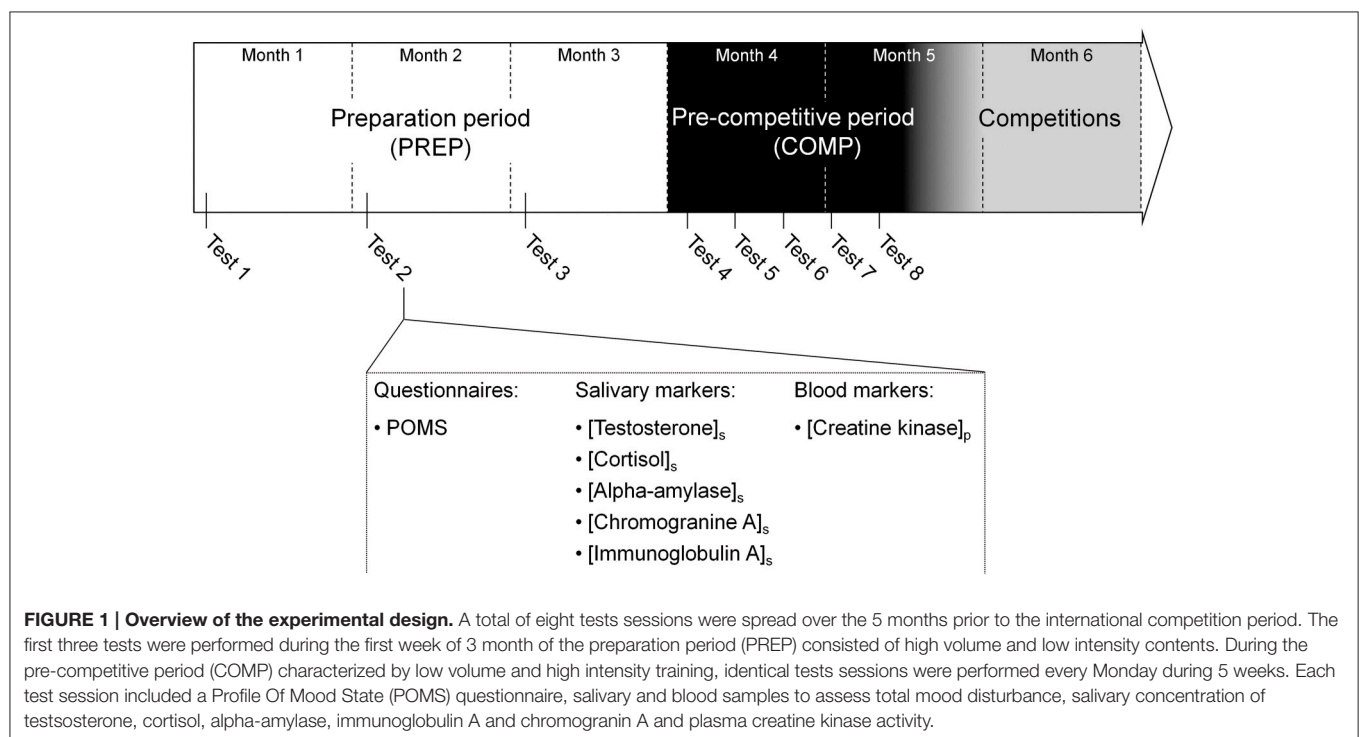 Month 1 Month 2 Month 3 Month 4 Month 5 Month 6
Preparation period Pre-competitive period Competitions
(PREP) (COMP)
Test 1 Test 2 Test 3 Test 4 Test 5 Test 6 Test 7 Test 8
Questionnaires: Salivary markers: Blood markers:
• POMS • [Testosterone]s • [Creatine kinase]p
• [Cortisol]s
• [Alpha-amylase]s
• [Chromogranine A]s
• [Immunoglobulin A]s
FIGURE 1 | Overview of the experimental design. A total of eight tests sessions were spread over the 5 months prior to the international competition period. The
first three tests were performed during the first week of 3 month of the preparation period (PREP) consisted of high volume and low intensity contents. During the
pre-competitive period (COMP) characterized by low volume and high intensity training, identical tests sessions were performed every Monday during 5 weeks. Each
test session included a Profile Of Mood State (POMS) questionnaire, salivary and blood samples to assess total mood disturbance, salivary concentration of
testsosterone, cortisol, alpha-amylase, immunoglobulin A and chromogranin A and plasma creatine kinase activity.